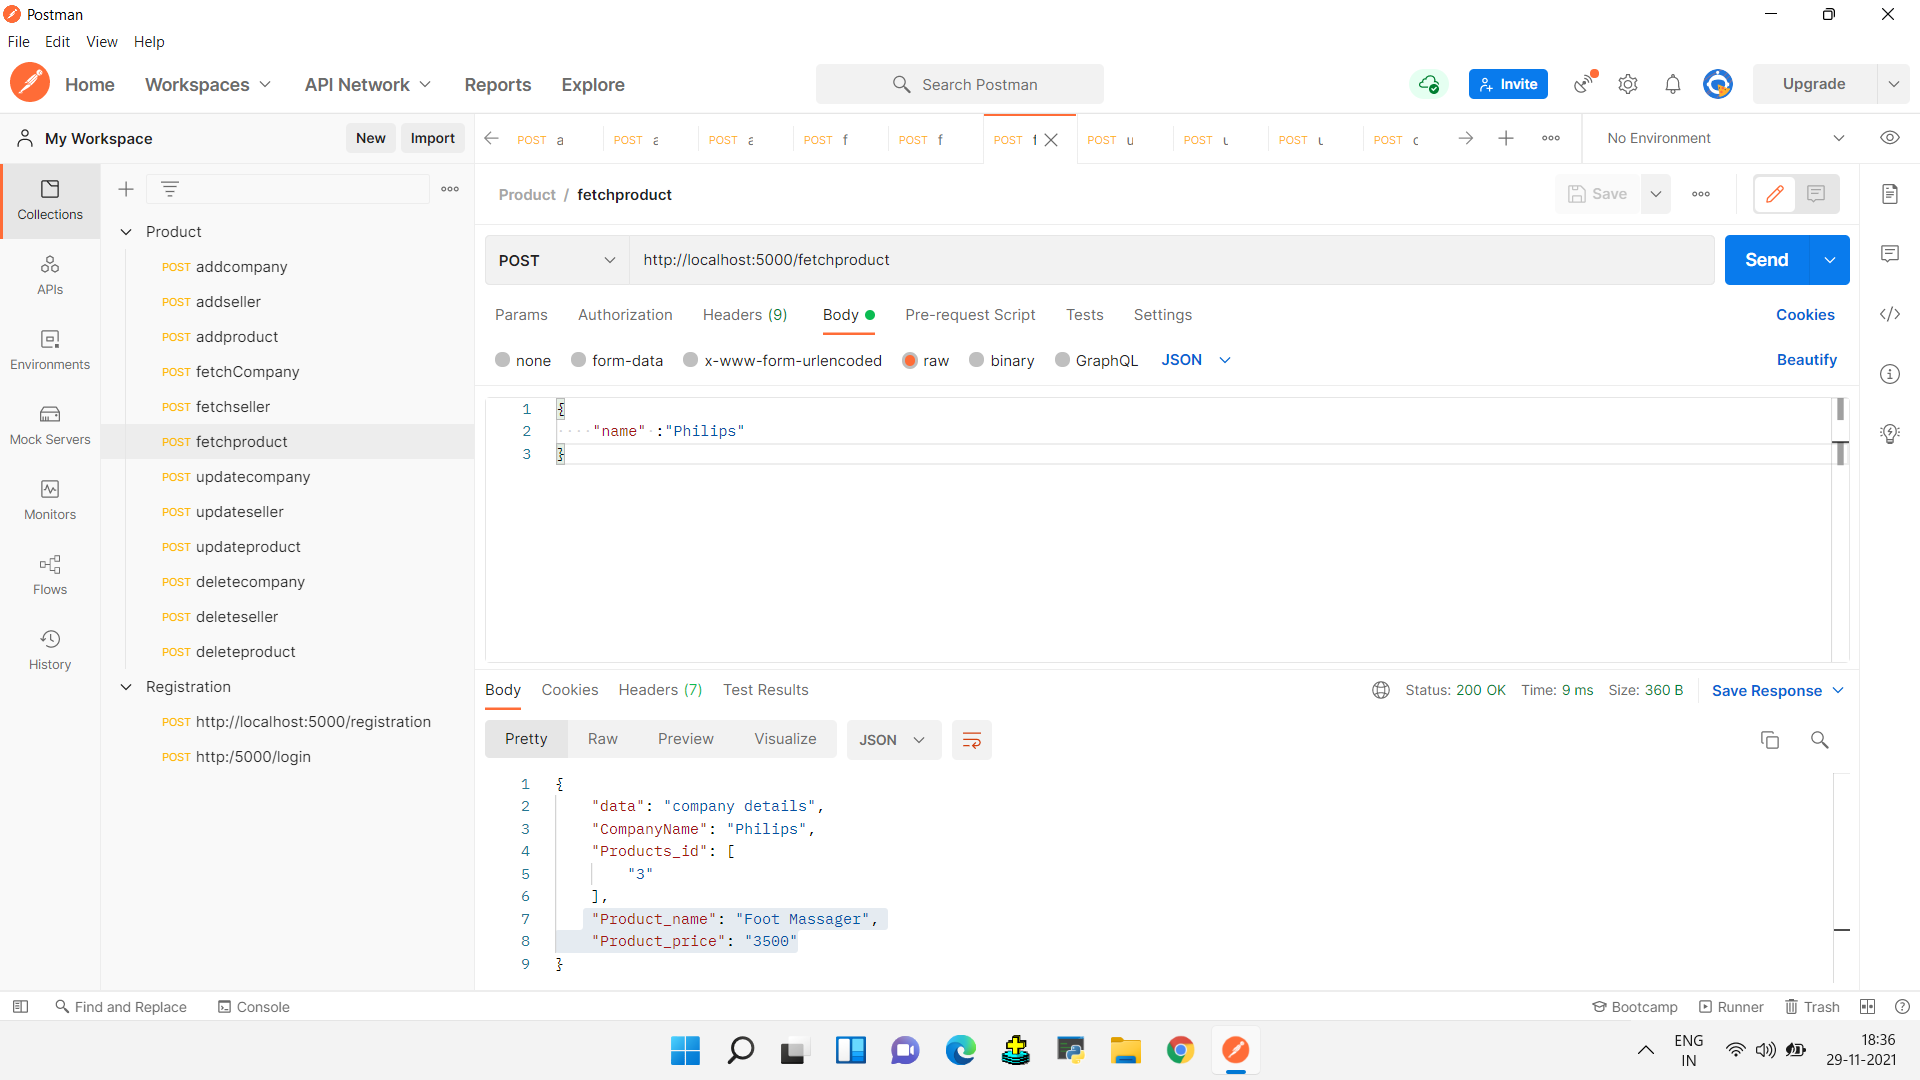 Postman
File Edit View Help
Home Workspaces API Network Reports Explore Search Postman Invite Upgrade
My Workspace New Import POST a POST POST POST f POST f POST POST u POST POST POST No Environment
Product / fetchproduct Save
Collections
APIs
Environments
Mock Servers
Monitors
Flows
History
Product
POST addcompany
POST addseller
POST addproduct
POST fetchCompany
POST fetchseller
POST fetchproduct
POST updatecompany
POST updateseller
POST updateproduct
POST deletecompany
POST deleteseller
POST deleteproduct
Registration
POST http://localhost:5000/registration
POST http:/5000/login
POST http://localhost:5000/fetchproduct Send
Params Authorization Headers (9) Body Pre-request Script Tests Settings Cookies
none form-data x-www-form-urlencoded raw binary GraphQL JSON Beautify
1 {
2 "name" :"Philips"
3 }
Body Cookies Headers (7) Test Results Status: 200 OK Time: 9 ms Size: 360 B Save Response
Pretty Raw Preview Visualize JSON
1 {
2 "data": "company details",
3 "CompanyName": "Philips",
4 "Products_id": [
5 "3"
6 ],
7 "Product_name": "Foot Massager",
8 "Product_price": "3500"
9 }
Find and Replace Console Bootcamp Runner Trash
ENG
IN
18:36
29-11-2021